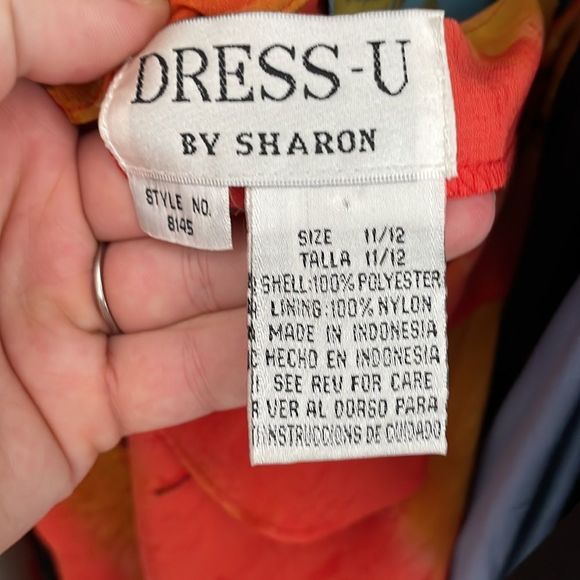 DRESS-U
BY SHARON
STYLE NO.
8145
SIZE 11/12
TALLA 11/12
SHELL:100% POLYESTER
LINING:100% NYLON
MADE IN INDONESIA
HECHO EN INDONESIA
SEE REV FOR CARE
VER AL DORSO PARA
INSTRUCCIONS DE CUIDADO